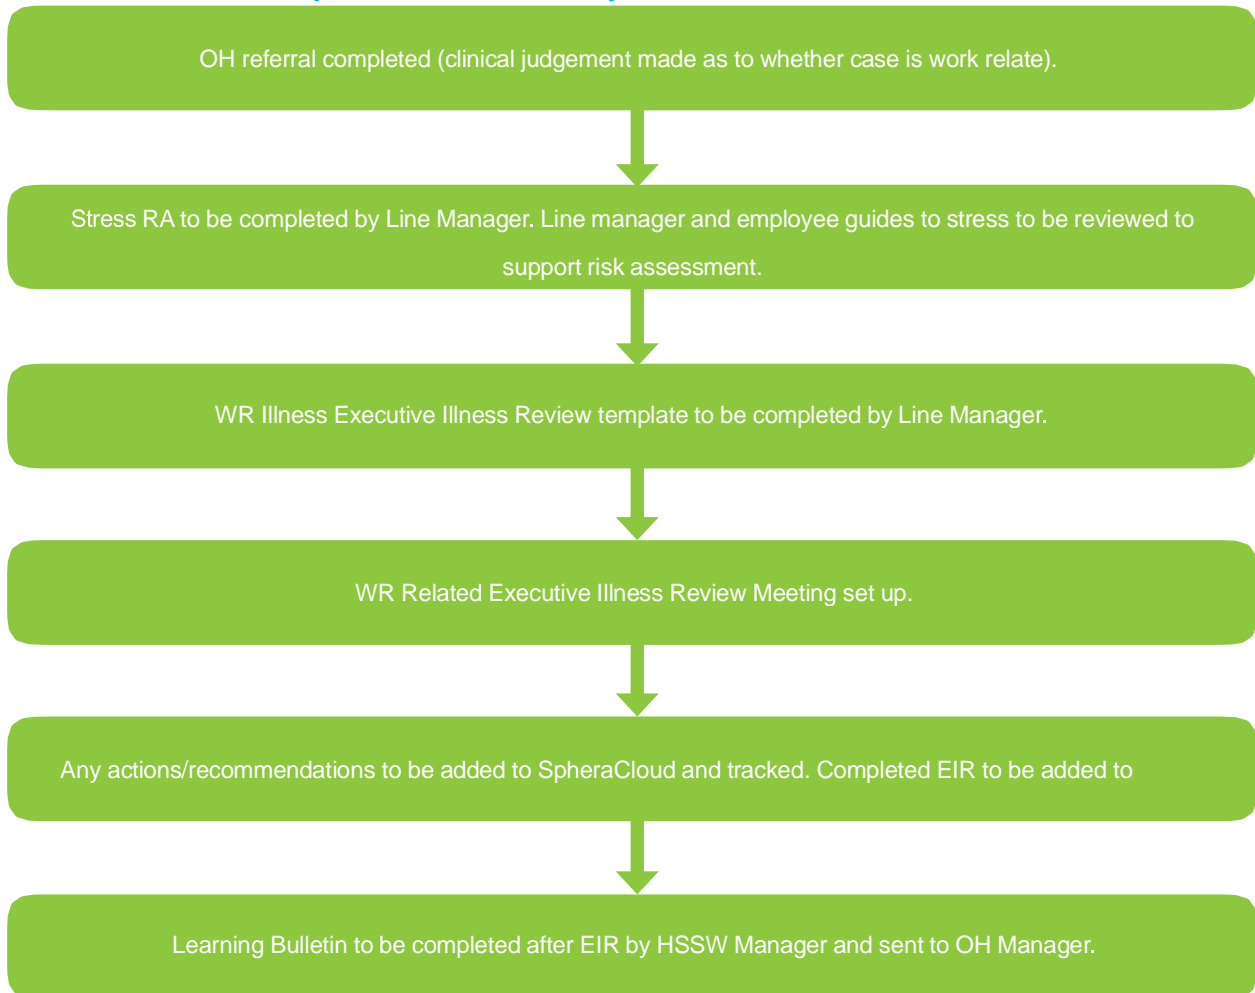 OH referral completed (clinical judgement made as to whether case is work relate).
Stress RA to be completed by Line Manager. Line manager and employee guides to stress to be reviewed to
support risk assessment.
WR Illness Executive Illness Review template to be completed by Line Manager.
WR Related Executive Illness Review Meeting set up.
Any actions/recommendations to be added to SpheraCloud and tracked. Completed EIR to be added to
Learning Bulletin to be completed after EIR by HSSW Manager and sent to OH Manager.